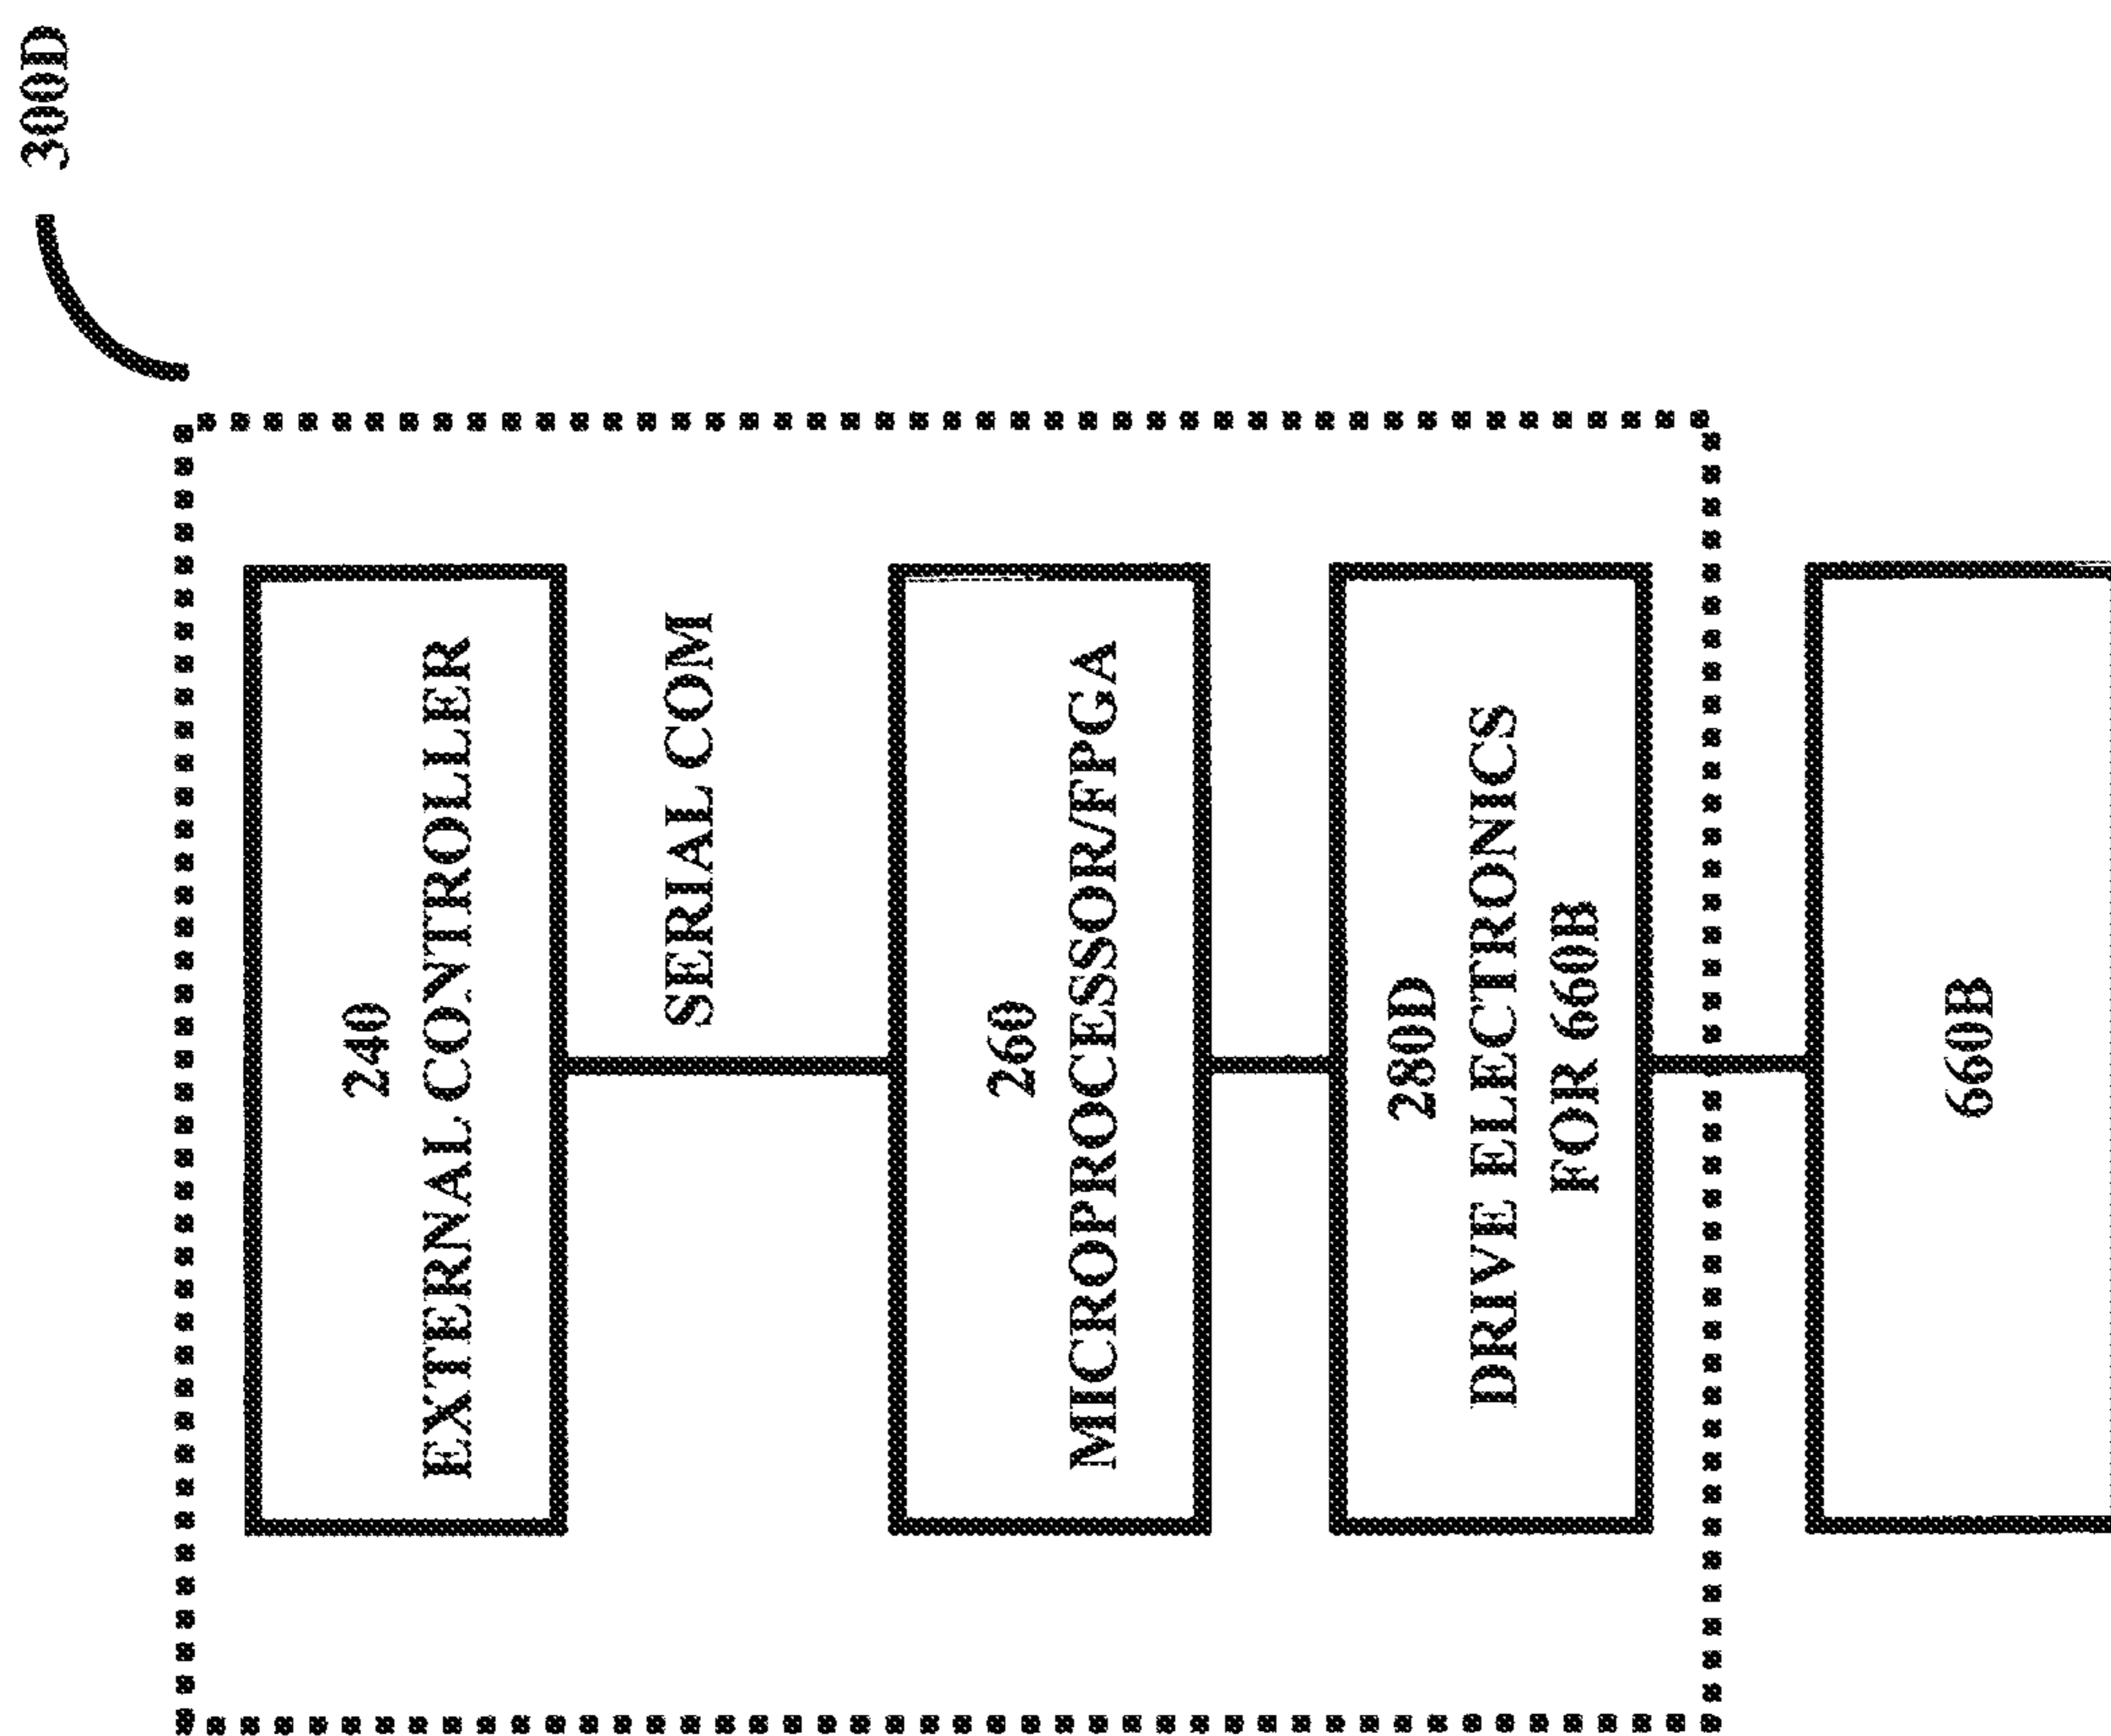 300D
240
EXTERNAL CONTROLLER
SERIAL COM
260
MICROPROCESSOR/FPGA
280D
DRIVE ELECTRONICS
FOR 660B
660B